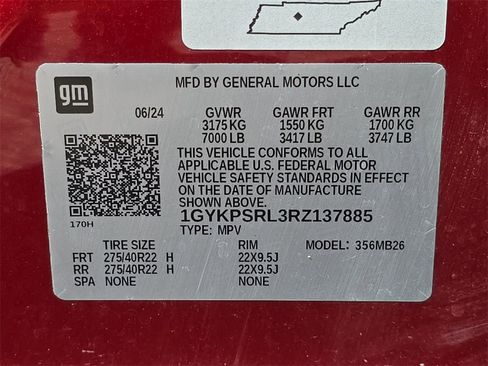 gm
MFD BY GENERAL MOTORS LLC
06/24 GVWR GAWR FRT GAWR RR
3175 KG 1550 KG 1700 KG
7000 LB 3417 LB 3747 LB
THIS VEHICLE CONFORMS TO ALL
APPLICABLE U.S. FEDERAL MOTOR
VEHICLE SAFETY STANDARDS IN EFFECT
ON THE DATE OF MANUFACTURE
SHOWN ABOVE.
170H
1GYKPSRL3RZ137885
TYPE: MPV
TIRE SIZE RIM MODEL: 356MB26
FRT 275/40R22 H 22X9.5J
RR 275/40R22 H 22X9.5J
SPA NONE NONE